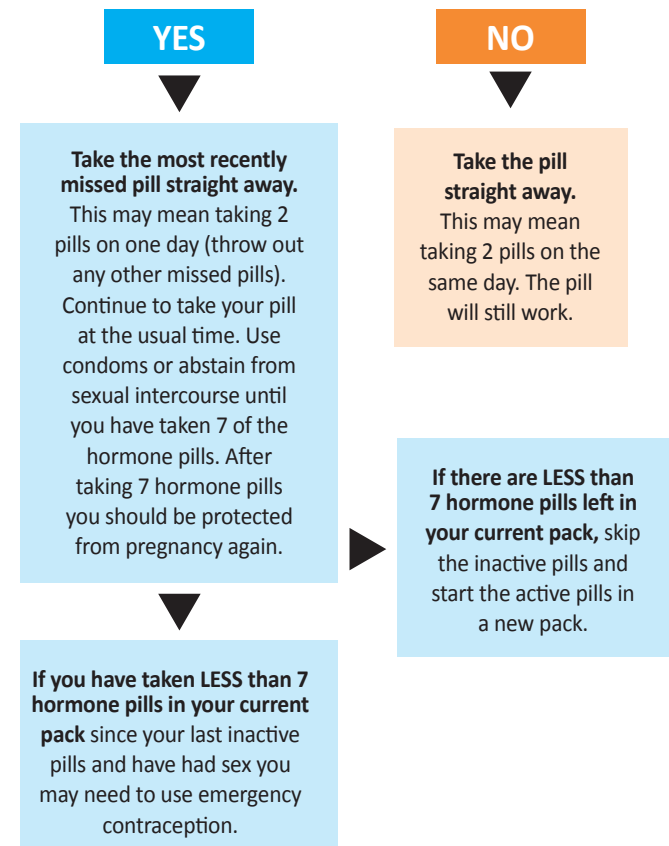 YES
NO
Take the most recently
missed pill straight away.
This may mean taking 2
pills on one day (throw out
any other missed pills).
Continue to take your pill
at the usual time. Use
condoms or abstain from
sexual intercourse until
you have taken 7 of the
hormone pills. After
taking 7 hormone pills
you should be protected
from pregnancy again.
Take the pill
straight away.
This may mean
taking 2 pills on the
same day. The pill
will still work.
If there are LESS than
7 hormone pills left in
your current pack, skip
the inactive pills and
start the active pills in
a new pack.
If you have taken LESS than 7
hormone pills in your current
pack since your last inactive
pills and have had sex you
may need to use emergency
contraception.